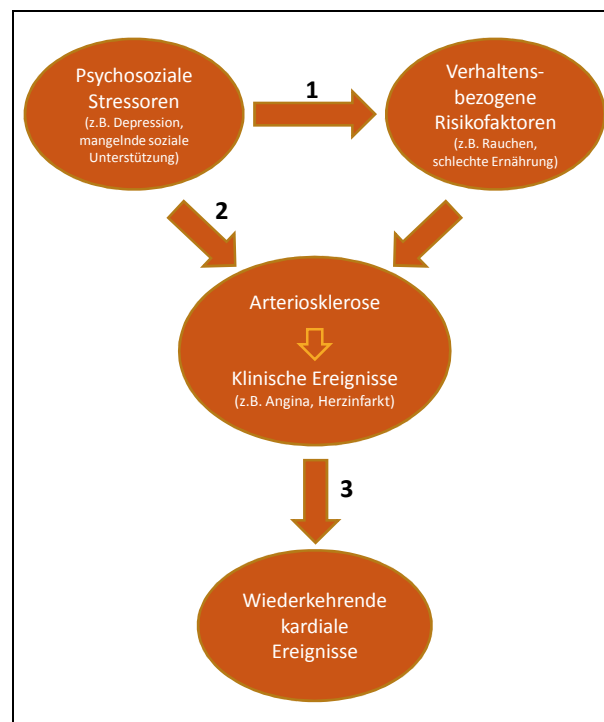 Psychosoziale
Stressoren
(z.B. Depression,
mangelnde soziale
Unterstützung)
1
Verhaltens-
bezogene
Risikofaktoren
(z.B. Rauchen,
schlechte Ernährung)
2
Arteriosklerose
Klinische Ereignisse
(z.B. Angina, Herzinfarkt)
3
Wiederkehrende
kardiale
Ereignisse